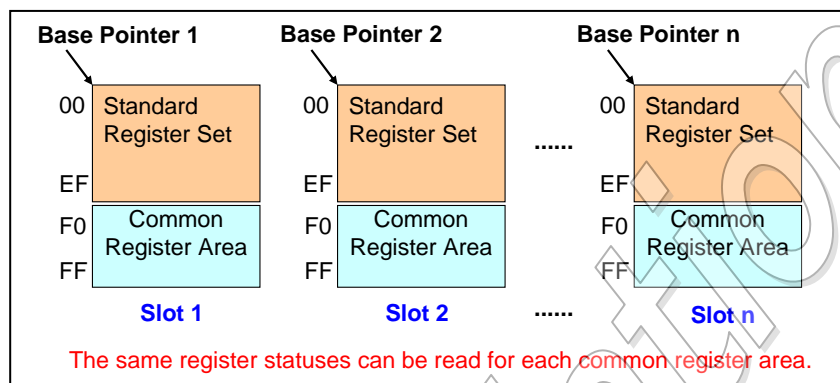 Base Pointer 1 Base Pointer 2 Base Pointer n
00 Standard Register Set 00 Standard Register Set 00 Standard Register Set
......
EF EF EF
F0 Common Register Area F0 Common Register Area F0 Common Register Area
FF FF FF
Slot 1 Slot 2 ...... Slot n
The same register statuses can be read for each common register area.